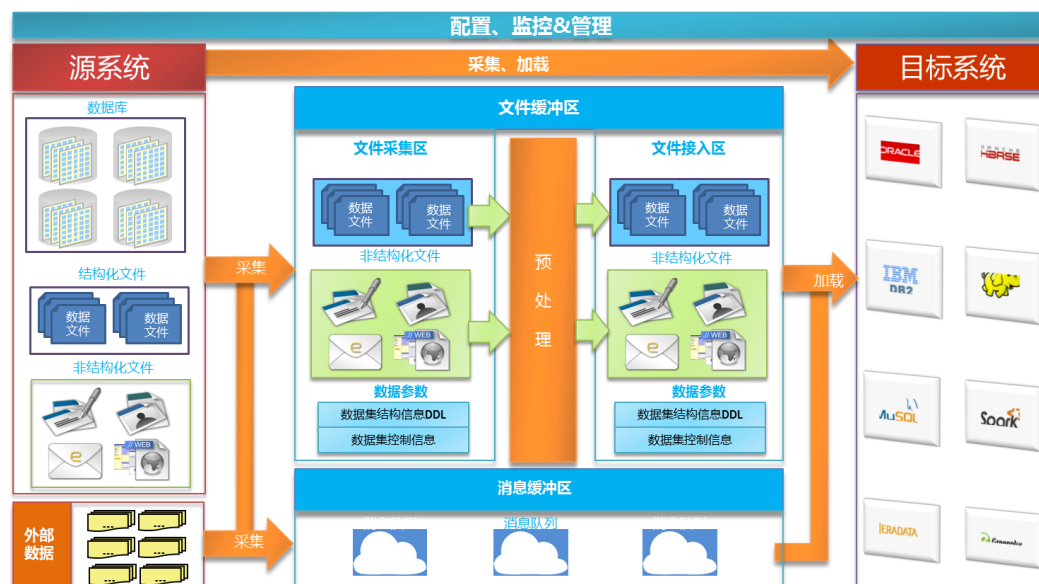 配置、监控&管理
源系统
采集、加载
目标系统
数据库
文件缓冲区
文件采集区
文件接入区
ORACLE
APACHE
HBASE
数据
文件
数据
文件
数据
文件
数据
文件
非结构化文件
非结构化文件
预
处
理
采集
加载
结构化文件
IBM
DB2
数据
文件
数据
文件
// WEB
e
// WEB
e
非结构化文件
数据参数
数据参数
数据集结构信息DDL
数据集结构信息DDL
数据集控制信息
数据集控制信息
Spark
// WEB
e
消息缓冲区
外部
数据
...
...
...
...
...
...
采集
消息队列